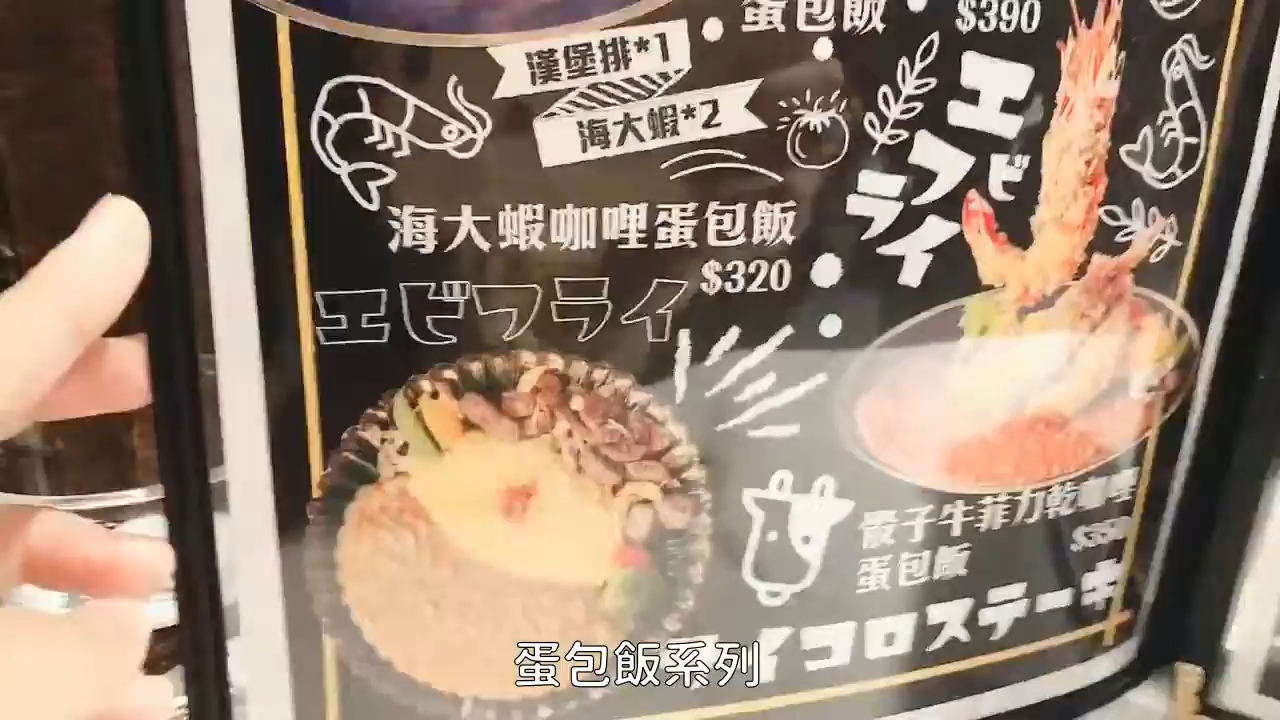 蛋包飯 $390
漢堡排*1
海大蝦*2
エビ
フライ
海大蝦咖哩蛋包飯
$320
エビフライ
骰子牛菲力乾咖哩
蛋包飯 $350
イコロステーキ
蛋包飯系列